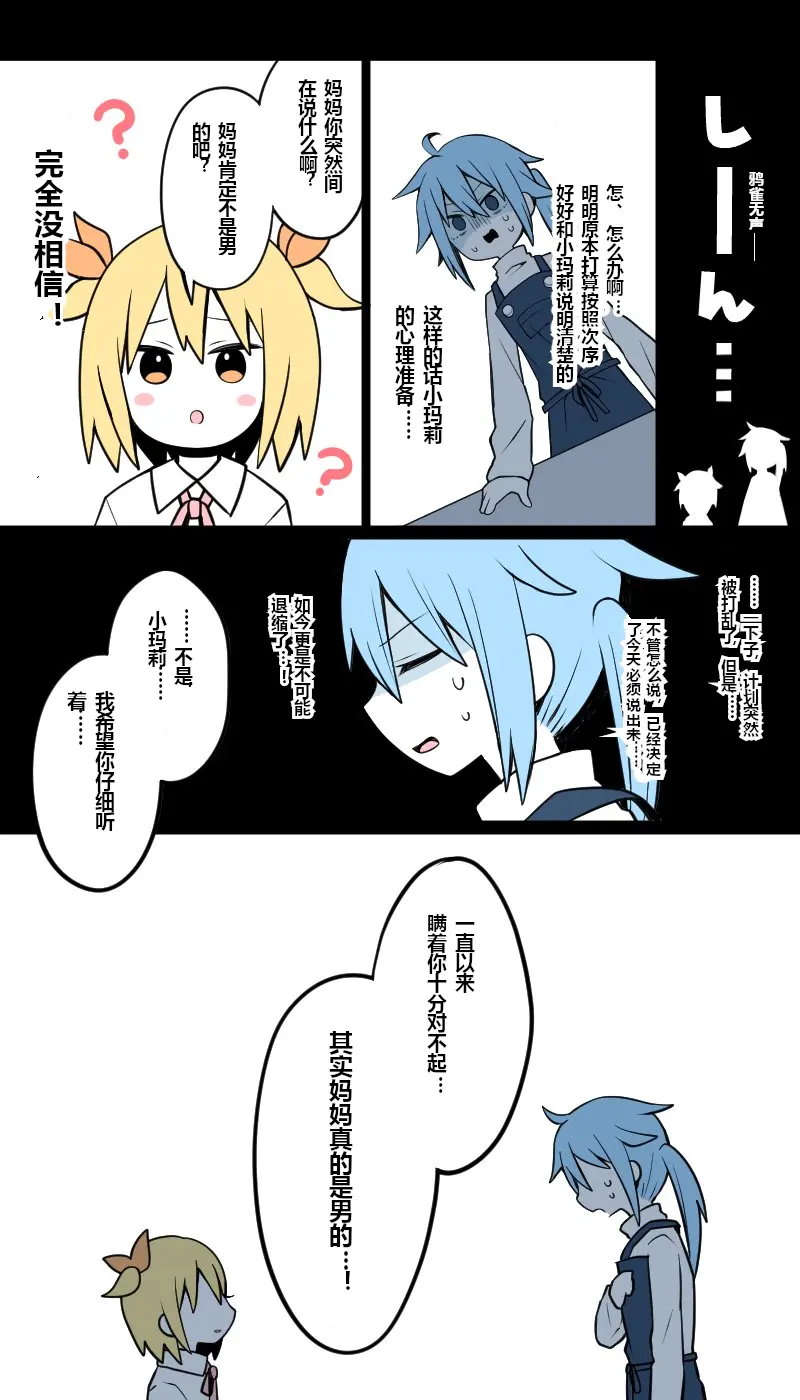 しーん…
鸦雀无声——
怎、怎么办啊…
明明原本打算按照次序
好好和小玛莉说明清楚的
这样的话小玛莉
的心理准备……
妈妈你突然间
在说什么啊？
妈妈肯定不是男
的吧？
完全没相信！
……一下子，计划突然
被打乱了，但是……
不管怎么说，已经决定
了今天必须说出来……
如今更是不可能
退缩了…！
……不是，
小玛莉……
我希望你仔细听
着……
一直以来
瞒着你十分对不起…
其实妈妈真的是男的…！